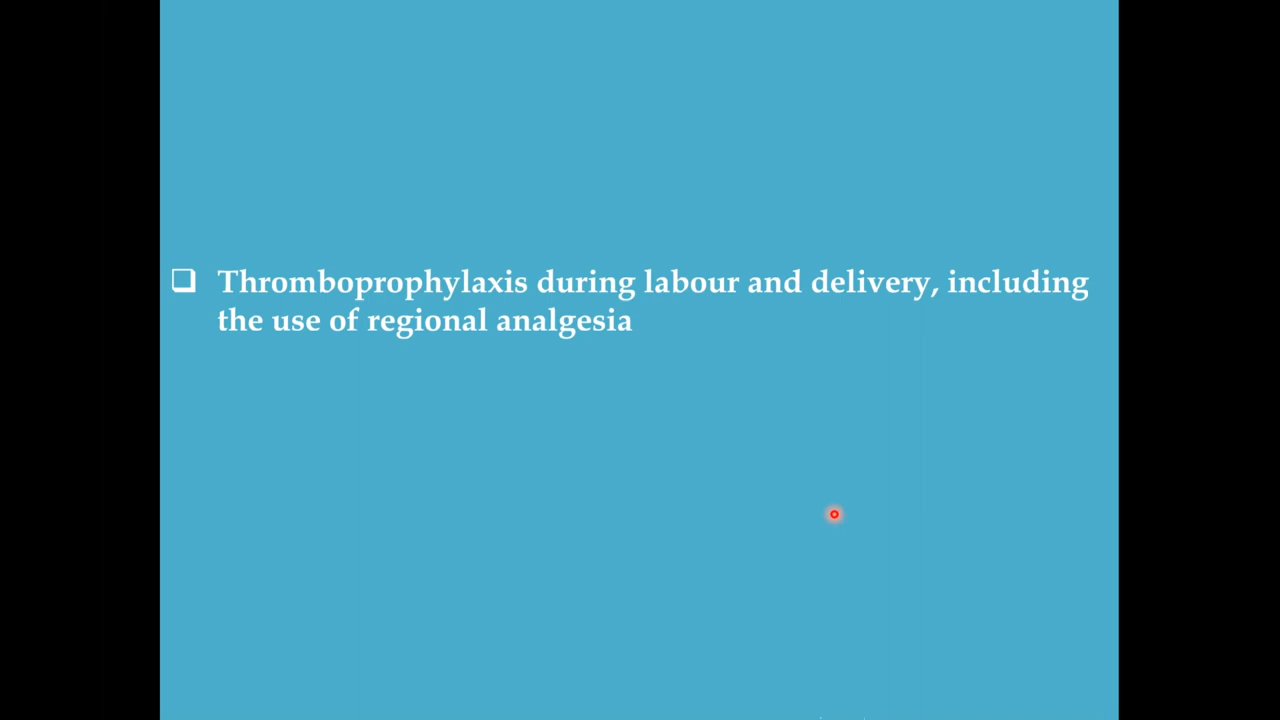 ❑ Thromboprophylaxis during labour and delivery, including
the use of regional analgesia